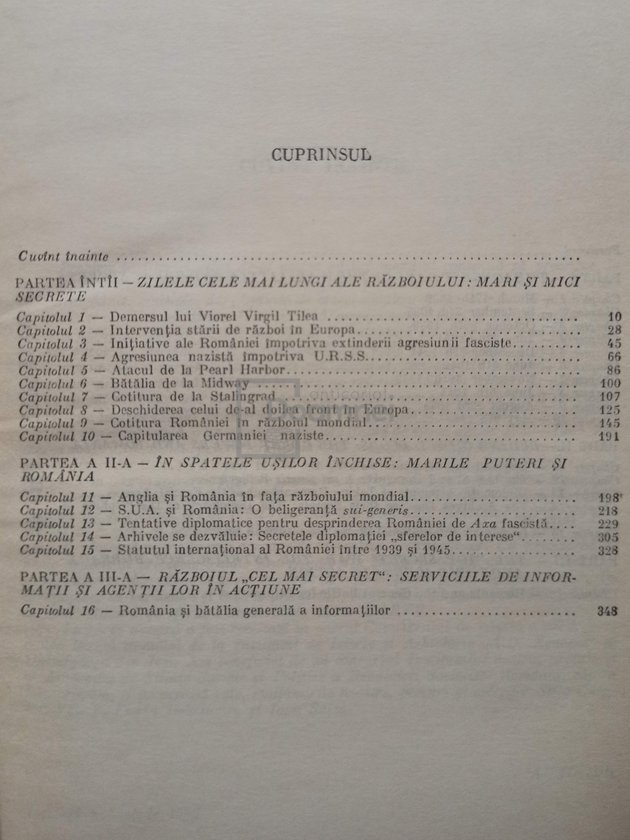 CUPRINSUL
Cuvînt înainte ........................................
PARTEA ÎNTÎI — ZILELE CELE MAI LUNGI ALE RĂZBOIULUI: MARI ȘI MICI
SECRETE
Capitolul 1 — Demersul lui Viorel Virgil Tilea .................... 10
Capitolul 2 — Intervenția stării de război în Europa.................... 28
Capitolul 3 — Inițiative ale României împotriva extinderii agresiunii fasciste........ 45
Capitolul 4 — Agresiunea nazistă împotriva U.R.S.S.................... 66
Capitolul 5 — Atacul de la Pearl Harbor.................... 86
Capitolul 6 — Bătălia de la Midway.................... 100
Capitolul 7 — Cotitura de la Stalingrad.................... 107
Capitolul 8 — Deschiderea celui de-al doilea front în Europa.................... 125
Capitolul 9 — Cotitura României în războiul mondial.................... 145
Capitolul 10 — Capitularea Germaniei naziste.................... 191
PARTEA A II-A — ÎN SPATELE UȘILOR ÎNCHISE: MARILE PUTERI ȘI
ROMÂNIA
Capitolul 11 — Anglia și România în fața războiului mondial.................... 198
Capitolul 12 — S.U.A. și România: O beligeranță sui-generis.................... 218
Capitolul 13 — Tentative diplomatice pentru desprinderea României de Axa fascistă.... 229
Capitolul 14 — Arhivele se dezvăluie: Secretele diplomației „sferelor de interese“........ 305
Capitolul 15 — Statutul internațional al României între 1939 și 1945.................... 328
PARTEA A III-A — RĂZBOIUL „CEL MAI SECRET“: SERVICIILE DE INFOR-
MAȚII ȘI AGENȚII LOR ÎN ACȚIUNE
Capitolul 16 — România și bătălia generală a informațiilor .................... 348